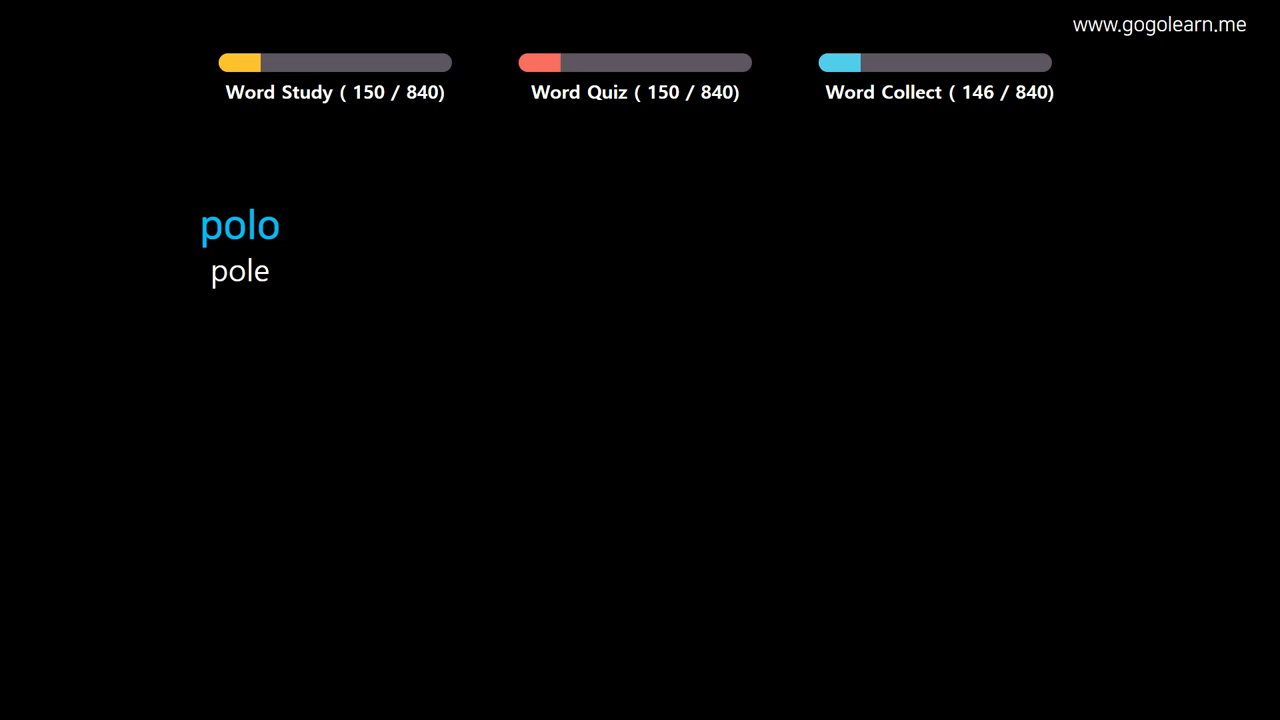 www.gogolearn.me
Word Study ( 150 / 840)
Word Quiz ( 150 / 840)
Word Collect ( 146 / 840)
polo
pole